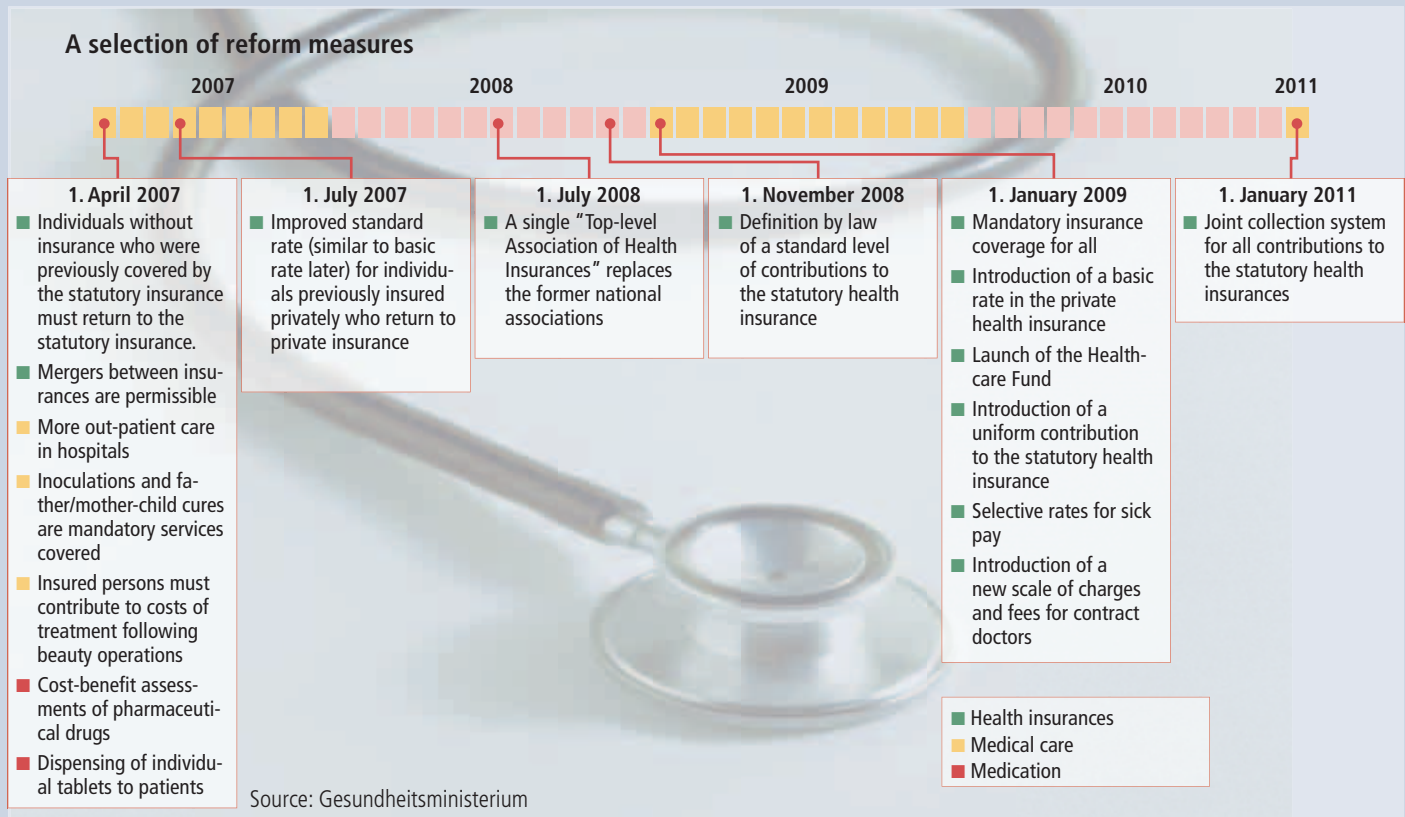 A selection of reform measures
2007
2008
2009
2010
2011
1. April 2007
Individuals without
insurance who were
previously covered by
the statutory insurance
must return to the
statutory insurance.
Mergers between insu-
rances are permissible
More out-patient care
in hospitals
Inoculations and fa-
ther/mother-child cures
are mandatory services
covered
Insured persons must
contribute to costs of
treatment following
beauty operations
Cost-benefit assess-
ments of pharmaceuti-
cal drugs
Dispensing of individu-
al tablets to patients
1. July 2007
Improved standard
rate (similar to basic
rate later) for individu-
als previously insured
privately who return to
private insurance
1. July 2008
A single “Top-level
Association of Health
Insurances” replaces
the former national
associations
1. November 2008
Definition by law
of a standard level
of contributions to
the statutory health
insurance
1. January 2009
Mandatory insurance
coverage for all
Introduction of a basic
rate in the private
health insurance
Launch of the Health-
care Fund
Introduction of a
uniform contribution
to the statutory health
insurance
Selective rates for sick
pay
Introduction of a
new scale of charges
and fees for contract
doctors
1. January 2011
Joint collection system
for all contributions to
the statutory health
insurances
Health insurances
Medical care
Medication
Source: Gesundheitsministerium